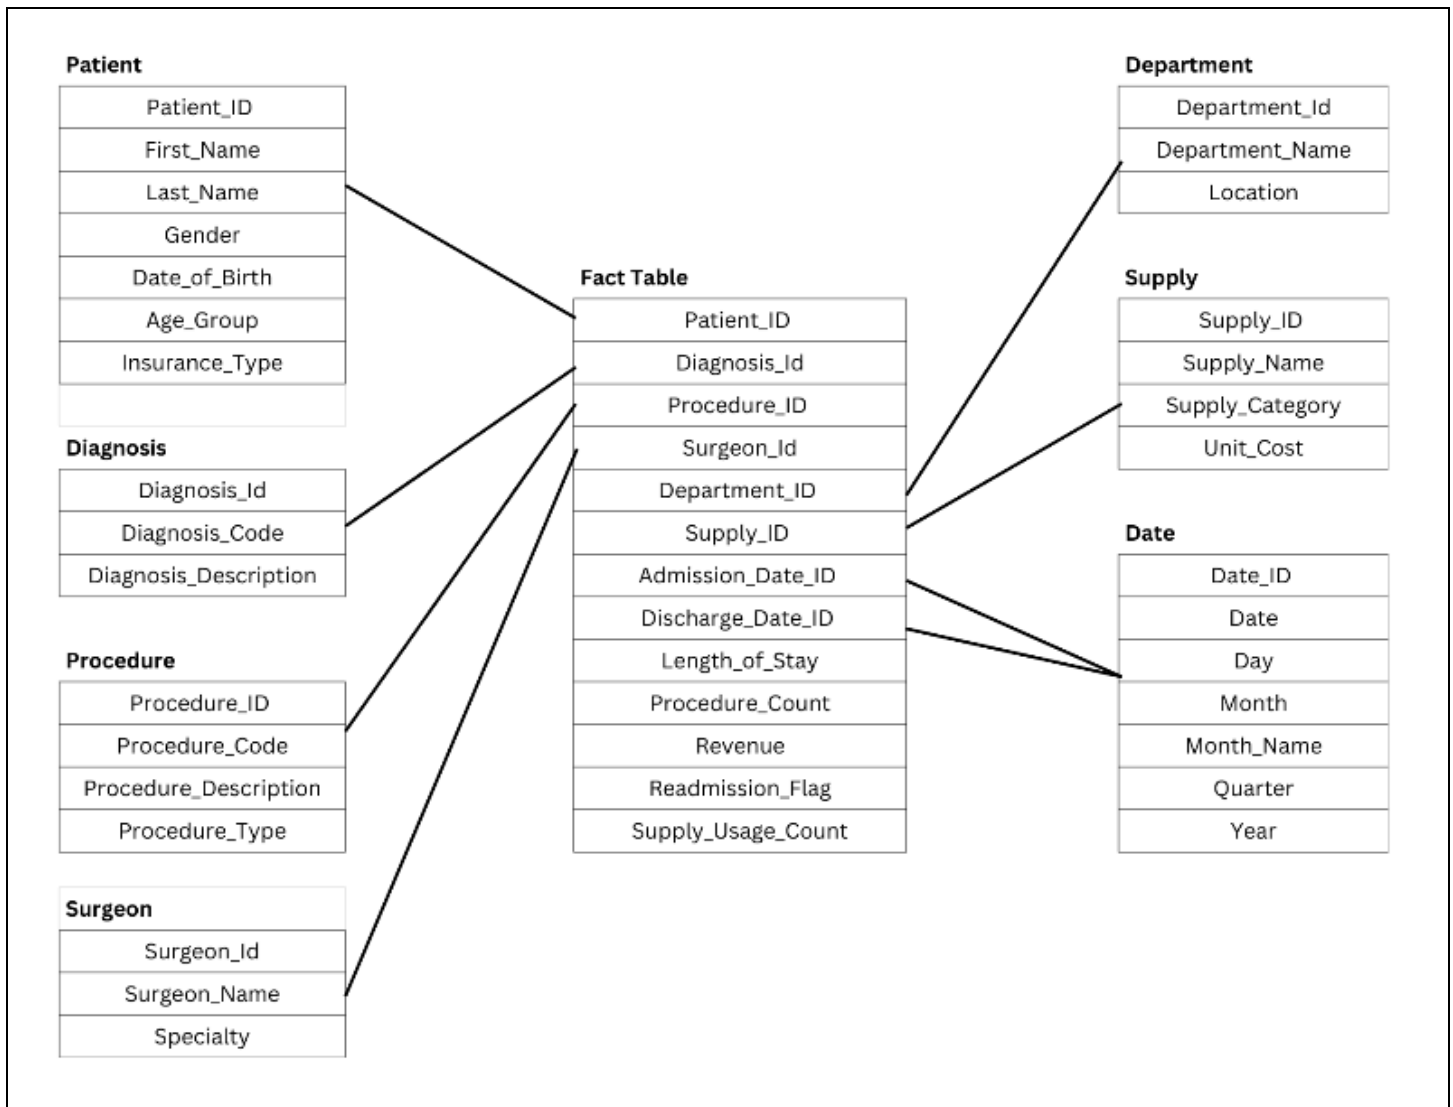 Patient
Patient_ID
First_Name
Last_Name
Gender
Date_of_Birth
Age_Group
Insurance_Type
Diagnosis
Diagnosis_Id
Diagnosis_Code
Diagnosis_Description
Procedure
Procedure_ID
Procedure_Code
Procedure_Description
Procedure_Type
Surgeon
Surgeon_Id
Surgeon_Name
Specialty
Fact Table
Patient_ID
Diagnosis_Id
Procedure_ID
Surgeon_Id
Department_ID
Supply_ID
Admission_Date_ID
Discharge_Date_ID
Length_of_Stay
Procedure_Count
Revenue
Readmission_Flag
Supply_Usage_Count
Department
Department_Id
Department_Name
Location
Supply
Supply_ID
Supply_Name
Supply_Category
Unit_Cost
Date
Date_ID
Date
Day
Month
Month_Name
Quarter
Year